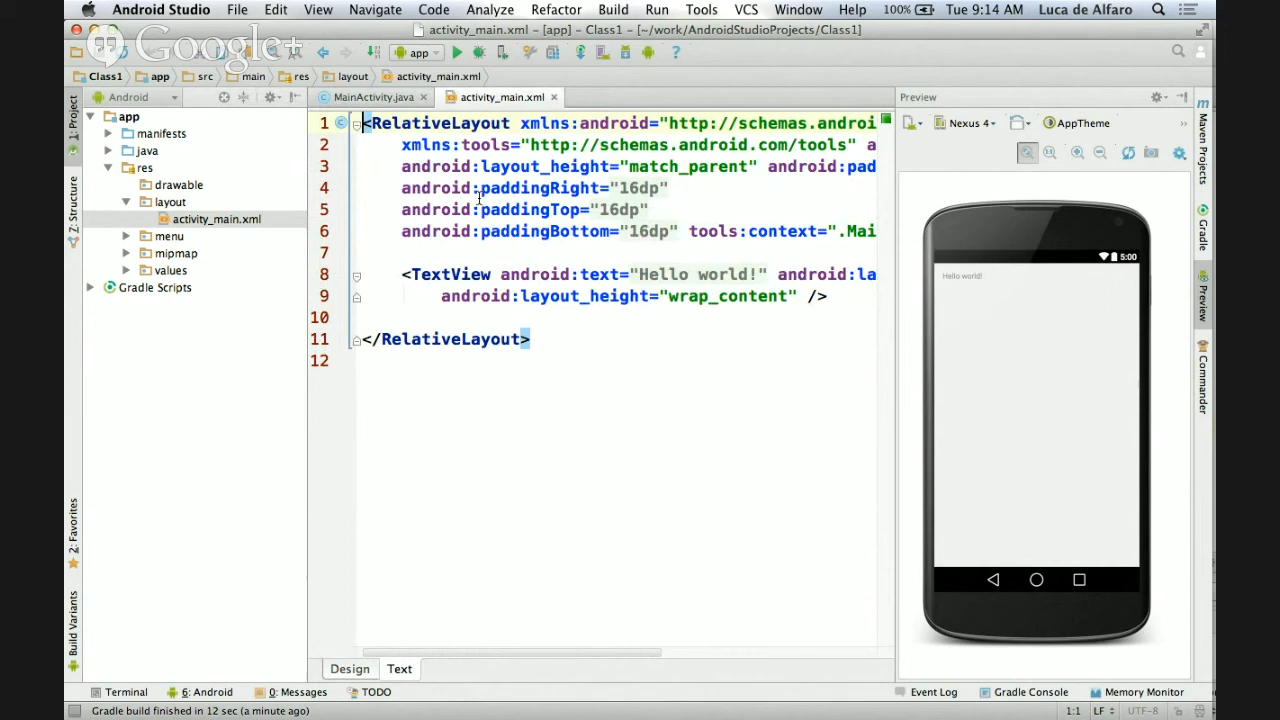 Android Studio File Edit View Navigate Code Analyze Refactor Build Run Tools VCS Window Help 100% Tue 9:14 AM Luca de Alfaro
activity_main.xml - [app] - Class1 - [~/work/AndroidStudioProjects/Class1]
Google+
app
Class1 app src main res layout activity_main.xml
Android
MainActivity.java activity_main.xml
Preview
Nexus 4 AppTheme
1: Project
Z: Structure
2: Favorites
Build Variants
app
manifests
java
res
drawable
layout
activity_main.xml
menu
mipmap
values
Gradle Scripts
1 <RelativeLayout xmlns:android="http://schemas.androi
2 xmlns:tools="http://schemas.android.com/tools" a
3 android:layout_height="match_parent" android:pad
4 android:paddingRight="16dp"
5 android:paddingTop="16dp"
6 android:paddingBottom="16dp" tools:context=".Mai
7
8 <TextView android:text="Hello world!" android:la
9 android:layout_height="wrap_content" />
10
11 </RelativeLayout>
12
5:00
Hello world!
Maven Projects
Gradle
Preview
Commander
Design Text
Terminal 6: Android 0: Messages TODO Event Log Gradle Console Memory Monitor
Gradle build finished in 12 sec (a minute ago) 1:1 LF UTF-8